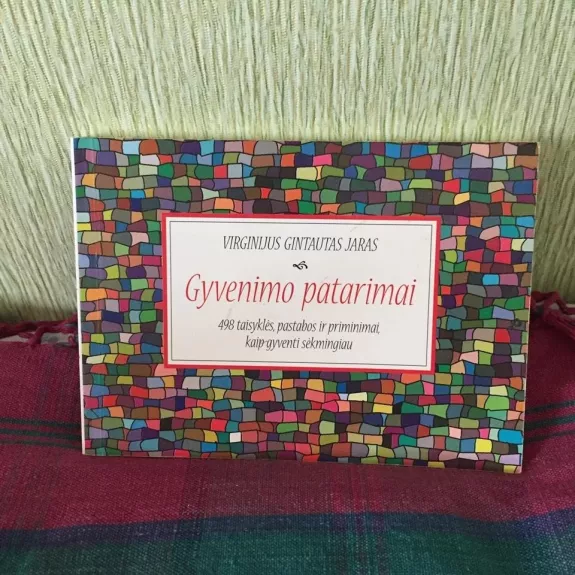 VIRGINIJUS GINTAUTAS JARAS
Gyvenimo patarimai
498 taisyklės, pastabos ir priminimai,
kaip gyventi sėkmingiau